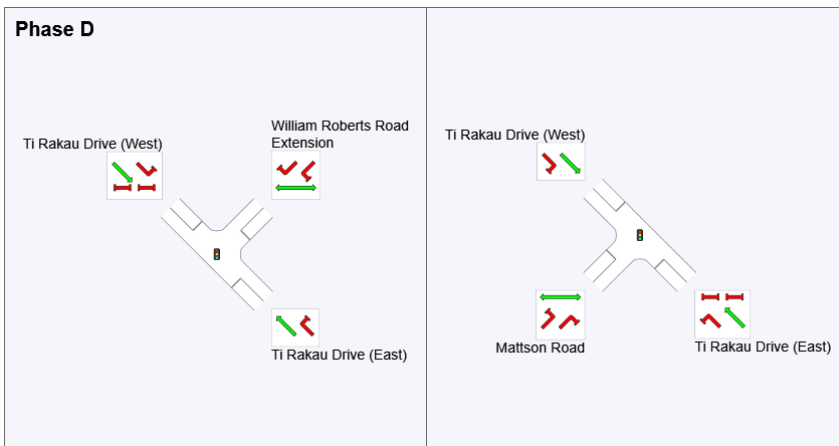 Phase D
Ti Rakau Drive (West)
William Roberts Road
Extension
Ti Rakau Drive (East)
Ti Rakau Drive (West)
Mattson Road
Ti Rakau Drive (East)